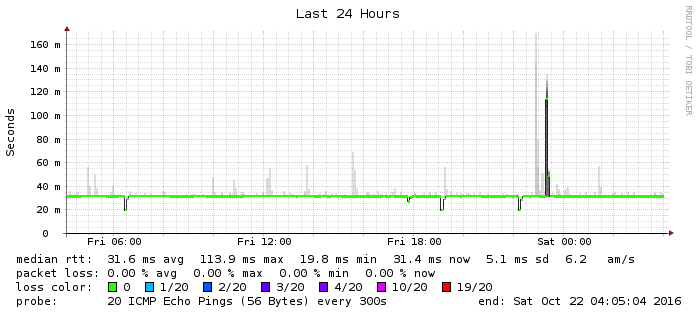 Last 24 Hours
RRDTOOL / TOBI OETIKER
Seconds
160 m
140 m
120 m
100 m
80 m
60 m
40 m
20 m
0
Fri 06:00 Fri 12:00 Fri 18:00 Sat 00:00
median rtt: 31.6 ms avg 113.9 ms max 19.8 ms min 31.4 ms now 5.1 ms sd 6.2 am/s
packet loss: 0.00 % avg 0.00 % max 0.00 % min 0.00 % now
loss color: 0 1/20 2/20 3/20 4/20 10/20 19/20
probe: 20 ICMP Echo Pings (56 Bytes) every 300s end: Sat Oct 22 04:05:04 2016